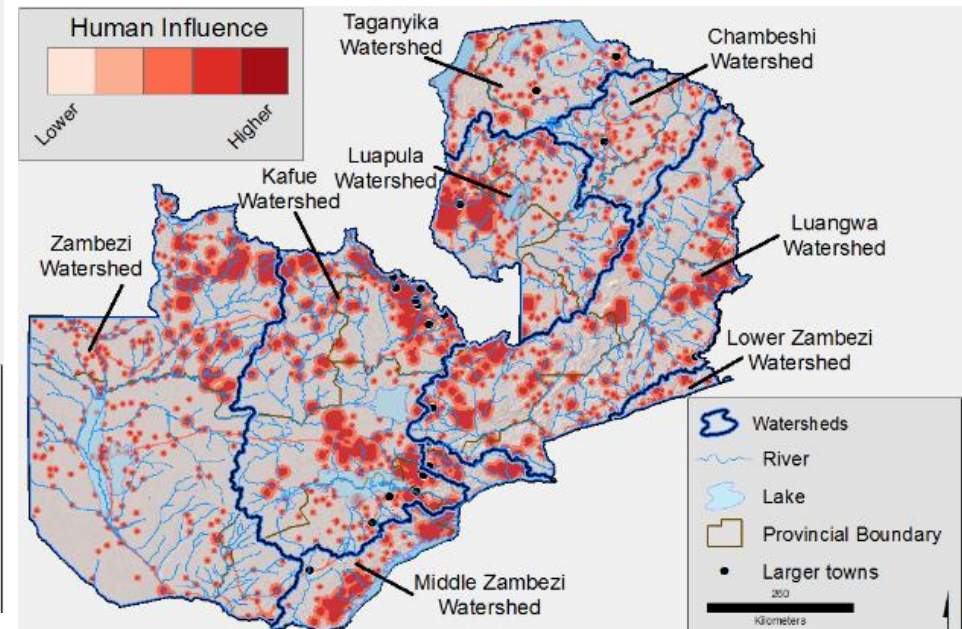 Human Influence
Lower
Higher
Taganyika
Watershed
Chambeshi
Watershed
Luapula
Watershed
Kafue
Watershed
Zambezi
Watershed
Luangwa
Watershed
Lower Zambezi
Watershed
Middle Zambezi
Watershed
Watersheds
River
Lake
Provincial Boundary
Larger towns
260
Kilometers